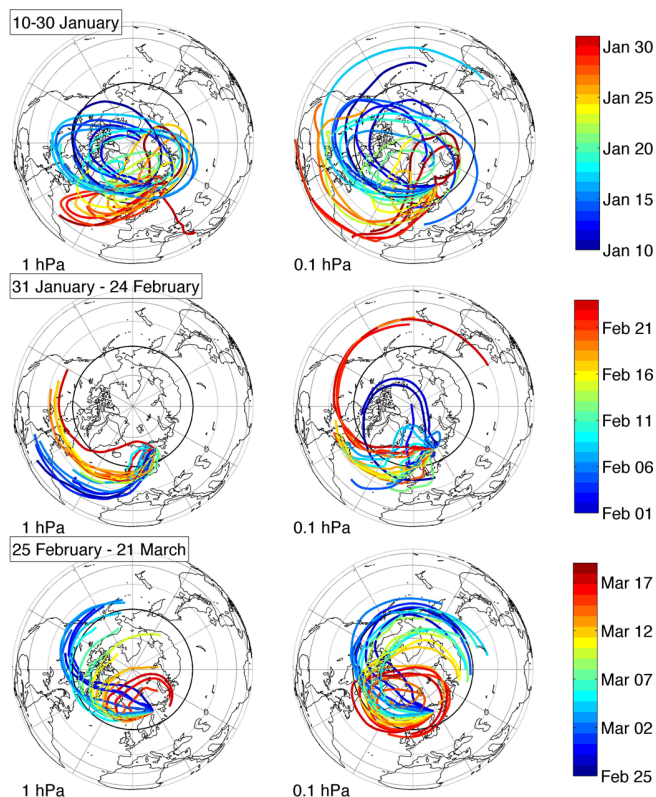 10-30 January
1 hPa
0.1 hPa
Jan 30
Jan 25
Jan 20
Jan 15
Jan 10
31 January - 24 February
1 hPa
0.1 hPa
Feb 21
Feb 16
Feb 11
Feb 06
Feb 01
25 February - 21 March
1 hPa
0.1 hPa
Mar 17
Mar 12
Mar 07
Mar 02
Feb 25